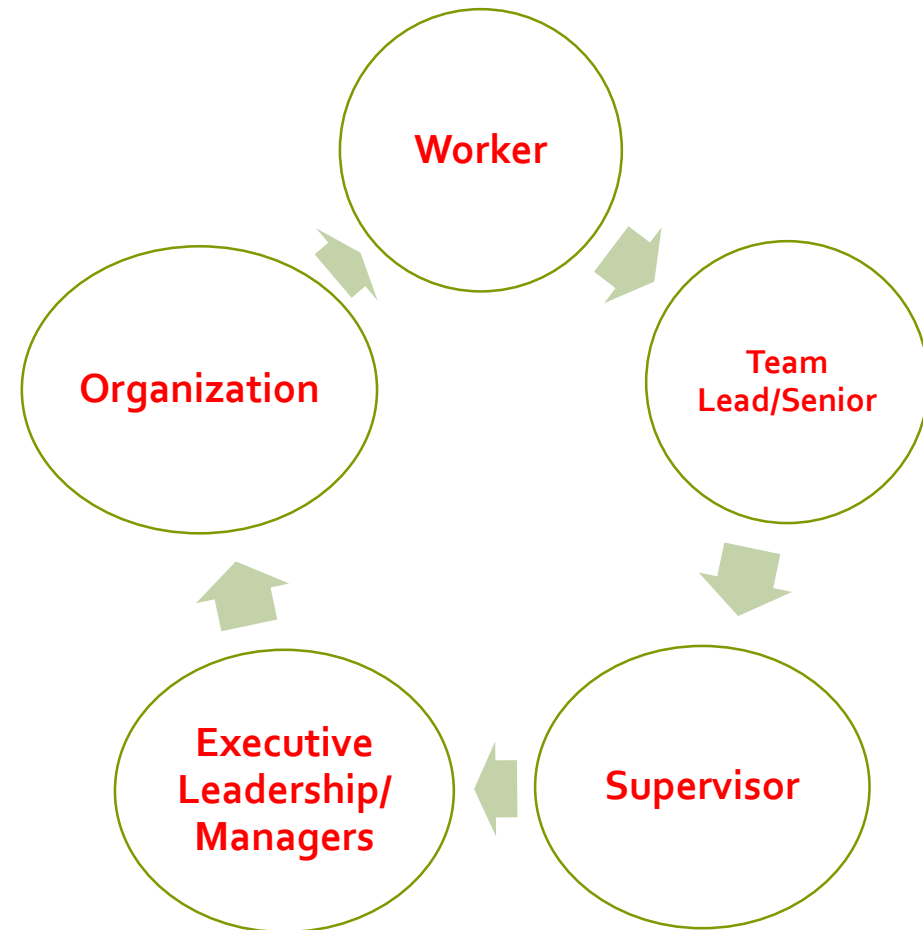 Worker
Team
Lead/Senior
Supervisor
Executive
Leadership/
Managers
Organization